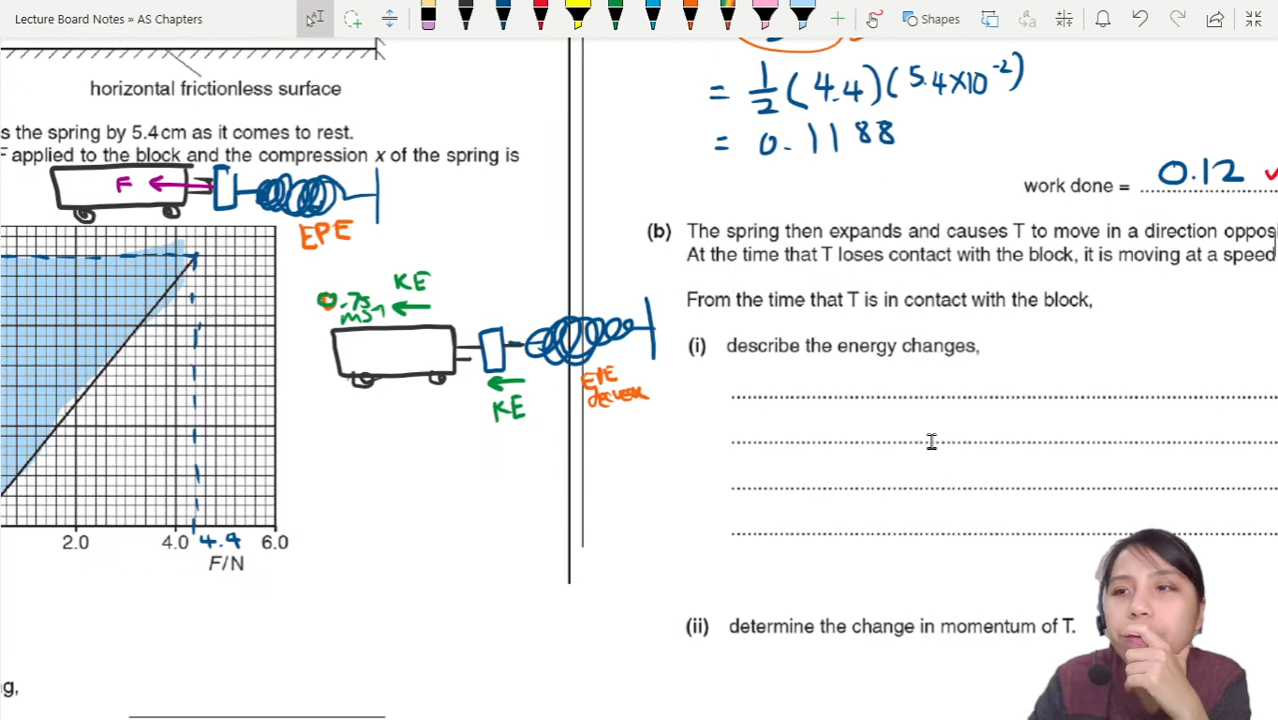 Lecture Board Notes » AS Chapters
Shapes
horizontal frictionless surface
s the spring by 5.4 cm as it comes to rest.
F applied to the block and the compression x of the spring is
F
EPE
KE
0.75
ms-1
KE
EPE
2.0
4.0
4.4
6.0
F/N
g,
= 1/2 (4.4)(5.4×10^-2)
= 0.1188
work done = 0.12 ✓
(b) The spring then expands and causes T to move in a direction oppos
At the time that T loses contact with the block, it is moving at a speed
From the time that T is in contact with the block,
(i) describe the energy changes,
(ii) determine the change in momentum of T.